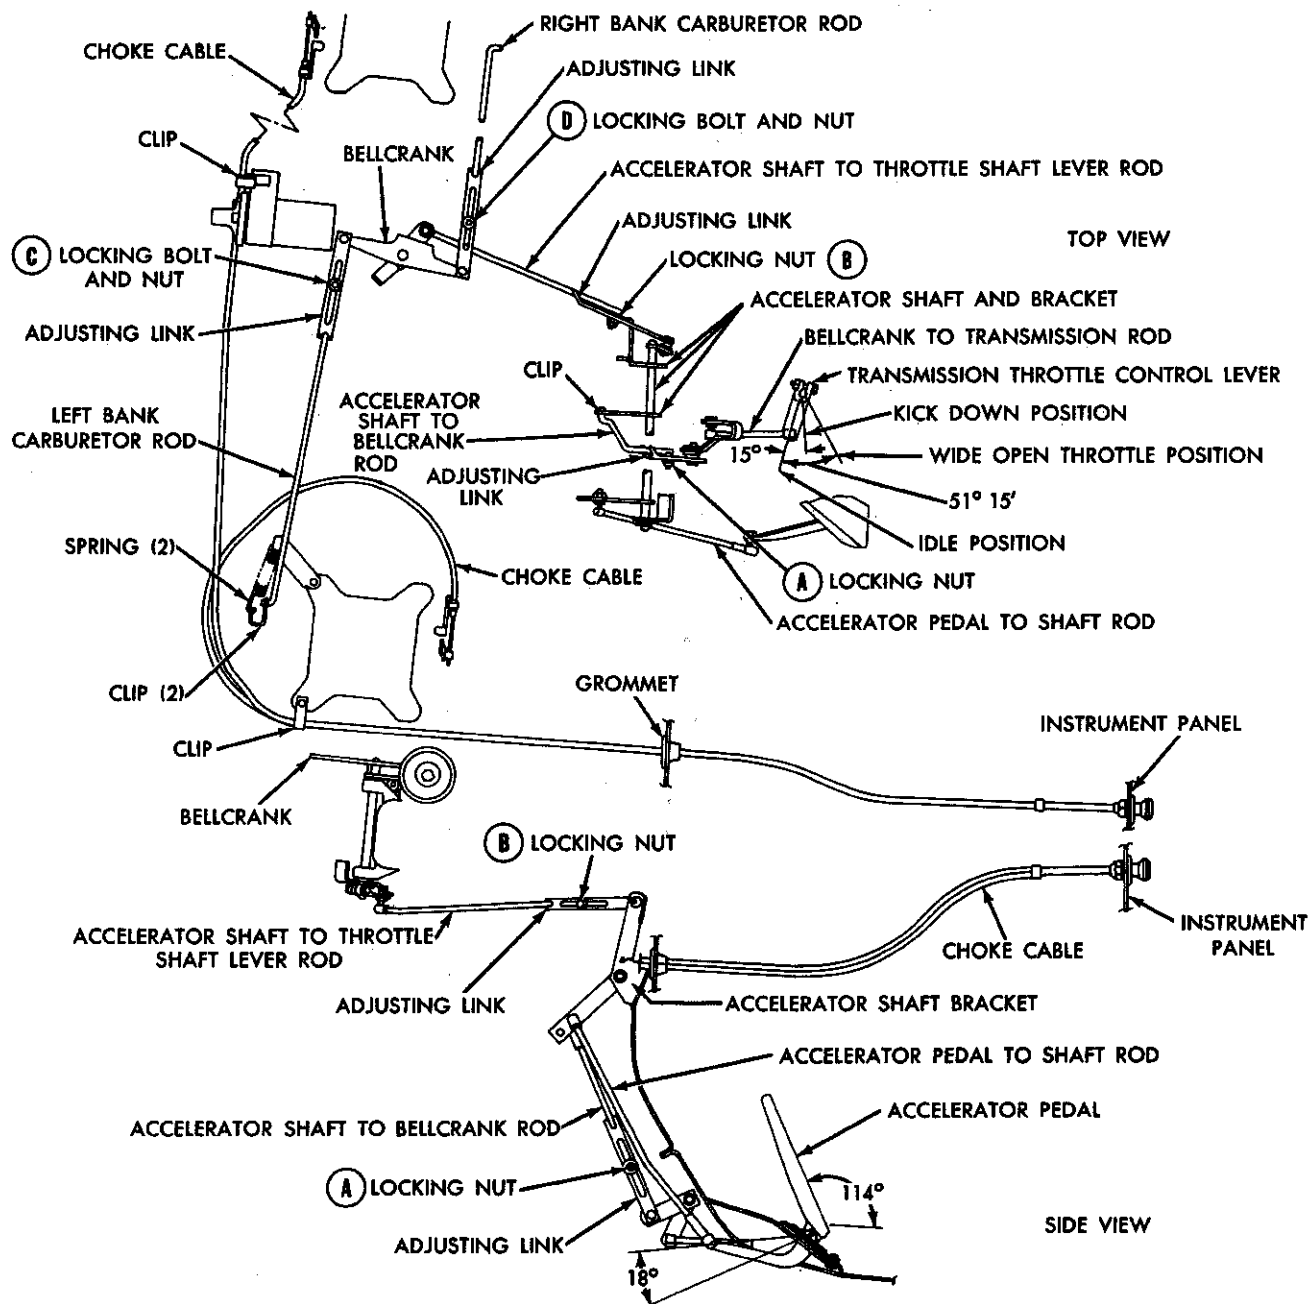 RIGHT BANK CARBURETOR ROD
CHOKE CABLE
ADJUSTING LINK
D LOCKING BOLT AND NUT
CLIP
BELLCRANK
ACCELERATOR SHAFT TO THROTTLE SHAFT LEVER ROD
ADJUSTING LINK
TOP VIEW
C LOCKING BOLT
AND NUT
LOCKING NUT B
ACCELERATOR SHAFT AND BRACKET
ADJUSTING LINK
BELLCRANK TO TRANSMISSION ROD
CLIP
TRANSMISSION THROTTLE CONTROL LEVER
ACCELERATOR
SHAFT TO
BELLCRANK
ROD
KICK DOWN POSITION
LEFT BANK
CARBURETOR ROD
15°
WIDE OPEN THROTTLE POSITION
ADJUSTING
LINK
51° 15'
IDLE POSITION
SPRING (2)
CHOKE CABLE
A LOCKING NUT
ACCELERATOR PEDAL TO SHAFT ROD
CLIP (2)
GROMMET
INSTRUMENT PANEL
CLIP
BELLCRANK
B LOCKING NUT
ACCELERATOR SHAFT TO THROTTLE
SHAFT LEVER ROD
CHOKE CABLE
INSTRUMENT
PANEL
ADJUSTING LINK
ACCELERATOR SHAFT BRACKET
ACCELERATOR PEDAL TO SHAFT ROD
ACCELERATOR PEDAL
ACCELERATOR SHAFT TO BELLCRANK ROD
A LOCKING NUT
114°
SIDE VIEW
ADJUSTING LINK
18°